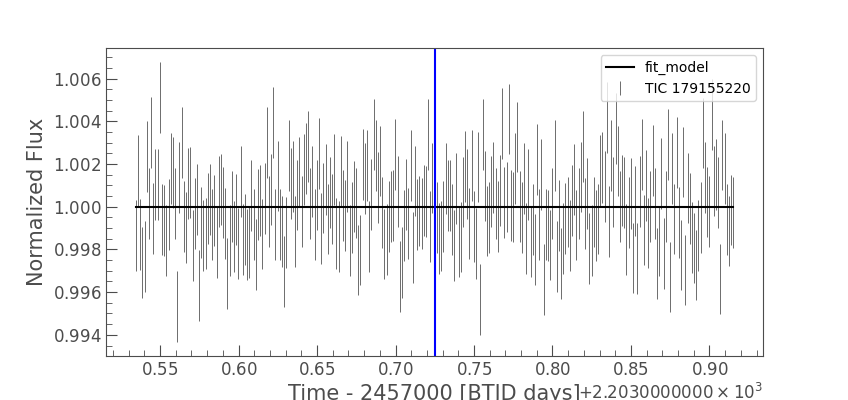 1.006
1.004
1.002
1.000
0.998
0.996
0.994
Normalized Flux
fit_model
TIC 179155220
0.55 0.60 0.65 0.70 0.75 0.80 0.85 0.90
Time - 2457000 [BTJD days]
+2.2030000000 × 10³